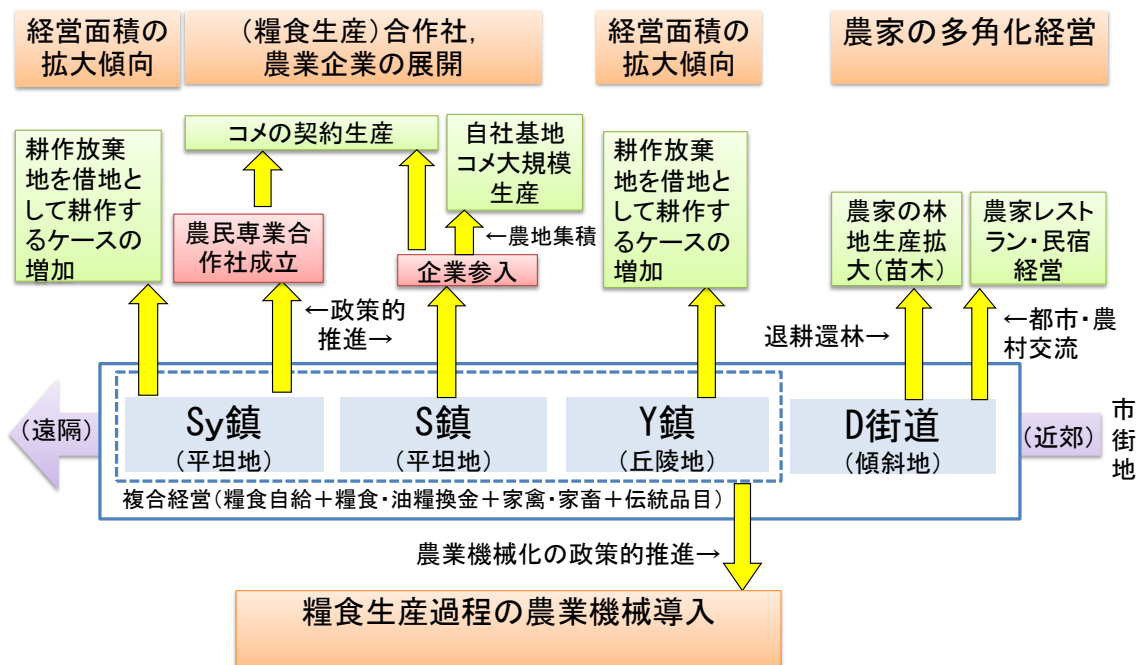 経営面積の
拡大傾向
（糧食生産）合作社，
農業企業の展開
経営面積の
拡大傾向
農家の多角化経営
耕作放棄
地を借地と
して耕作す
るケースの
増加
コメの契約生産
自社基地
コメ大規模
生産
耕作放棄
地を借地と
して耕作す
るケースの
増加
農家の林
地生産拡
大（苗木）
農家レスト
ラン・民宿
経営
農民専業合
作社成立
←農地集積
企業参入
←政策的
推進→
退耕還林→
←都市・農
村交流
（遠隔）
Sy鎮
（平坦地）
S鎮
（平坦地）
Y鎮
（丘陵地）
D街道
（傾斜地）
（近郊）
市
街
地
複合経営（糧食自給＋糧食・油糧換金＋家禽・家畜＋伝統品目）
農業機械化の政策的推進→
糧食生産過程の農業機械導入